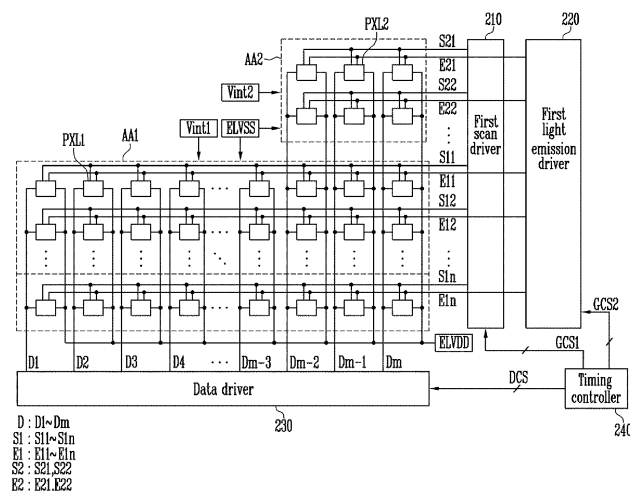 210
220
PXL2
S21
AA2
E21
S22
Vint2
E22
Vint1
ELVSS
First scan driver
First light emission driver
PXL1
AA1
S11
E11
S12
E12
S1n
E1n
GCS2
ELVDD
GCS1
D1 D2 D3 D4 ... Dm-3 Dm-2 Dm-1 Dm
DCS
Data driver
Timing controller
230
240
D : D1~Dm
S1 : S11~S1n
E1 : E11~E1n
S2 : S21,S22
E2 : E21,E22